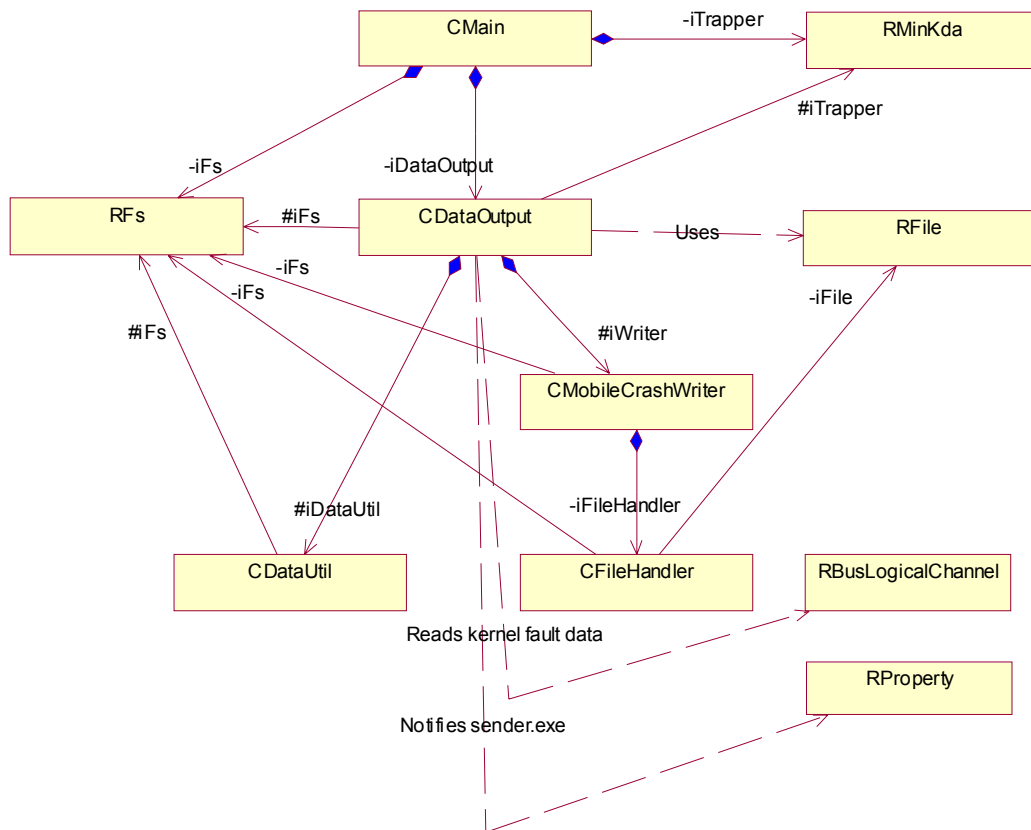 -iTrapper
CMain
RMinKda
#iTrapper
-iFs
-iDataOutput
RFs
#iFs
CDataOutput
Uses
RFile
-iFs
-iFs
-iFile
#iFs
#iWriter
CMobileCrashWriter
-iFileHandler
#iDataUtil
CDataUtil
CFileHandler
RBusLogicalChannel
Reads kernel fault data
RProperty
Notifies sender.exe